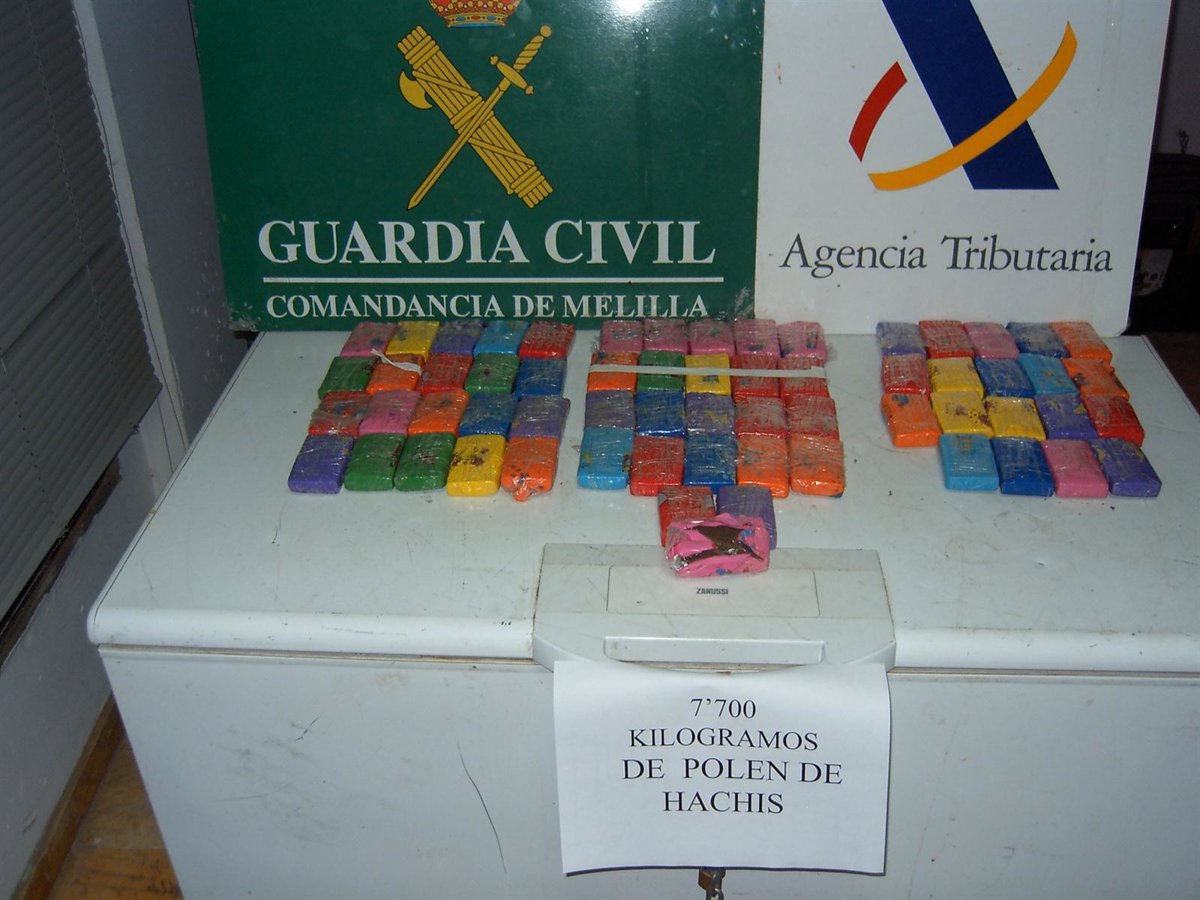 GUARDIA CIVIL
COMANDANCIA DE MELILLA
Agencia Tributaria
ZANUSSI
7'700
KILOGRAMOS
DE POLEN DE
HACHIS